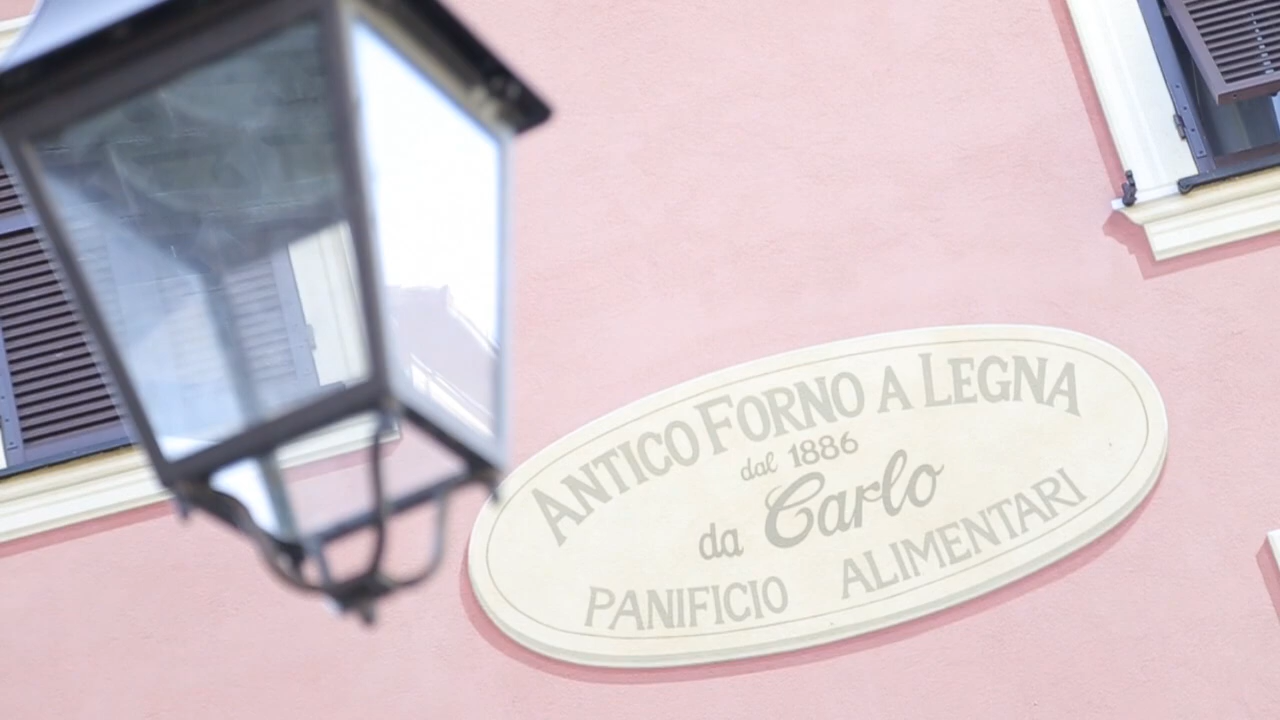 ANTICO FORNO A LEGNA
dal 1886
da Carlo
PANIFICIO ALIMENTARI